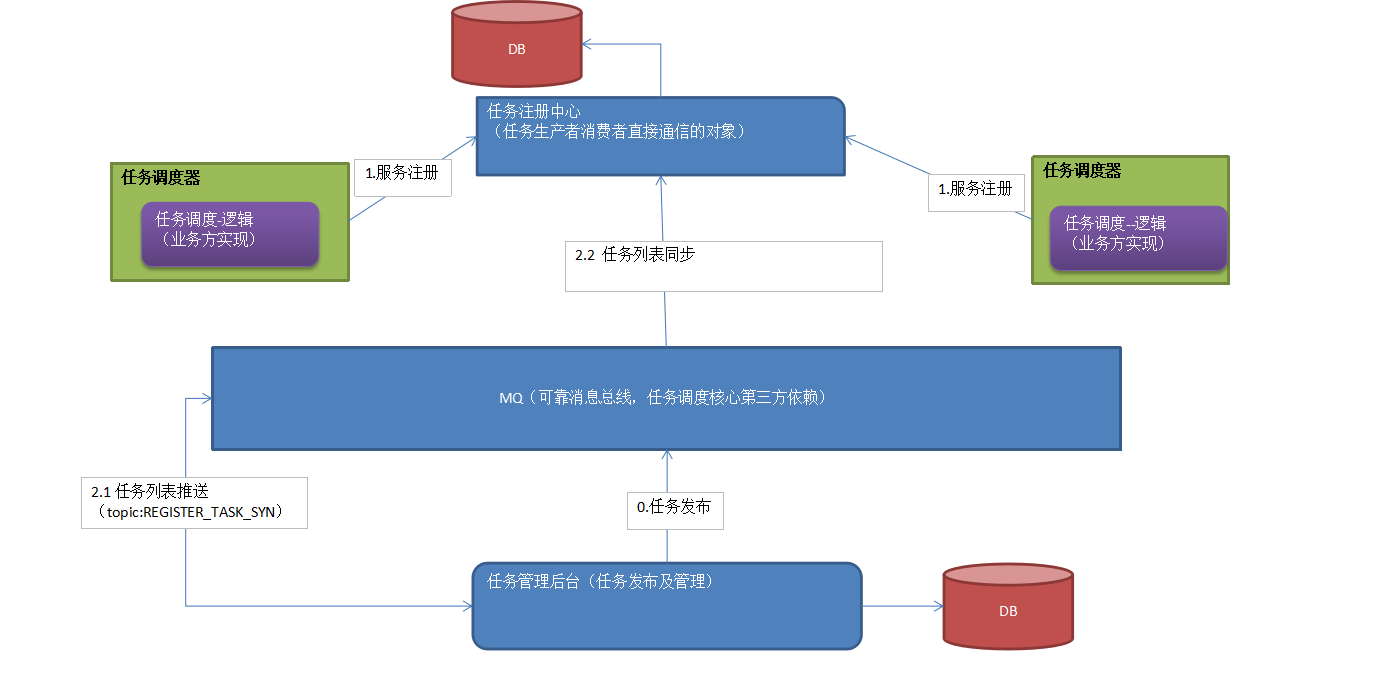 DB
任务注册中心
（任务生产者消费者直接通信的对象）
任务调度器
任务调度-逻辑
（业务方实现）
1.服务注册
1.服务注册
任务调度器
任务调度--逻辑
（业务方实现）
2.2 任务列表同步
MQ（可靠消息总线，任务调度核心第三方依赖）
2.1 任务列表推送
（topic:REGISTER_TASK_SYN）
0.任务发布
任务管理后台（任务发布及管理）
DB